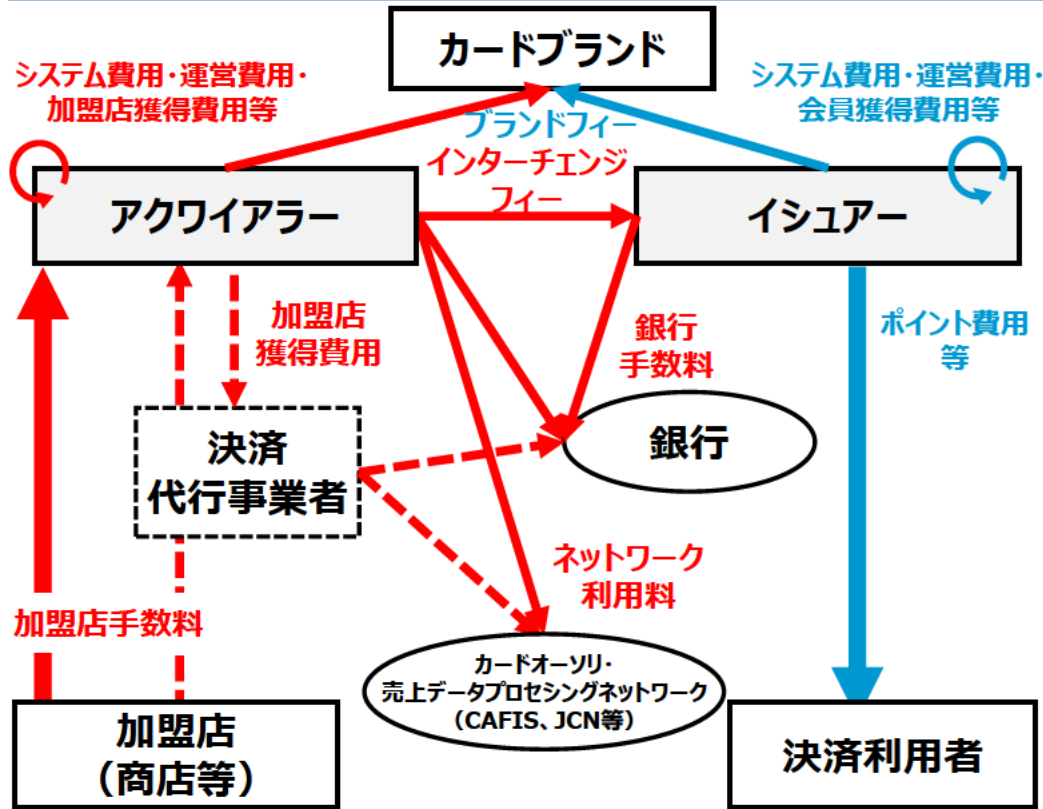 カードブランド
システム費用・運営費用・
加盟店獲得費用等
システム費用・運営費用・
会員獲得費用等
ブランドフィー
インターチェンジ
フィー
アクワイアラー
イシュアー
加盟店
獲得費用
銀行
手数料
ポイント費用
等
決済
代行事業者
銀行
ネットワーク
利用料
加盟店手数料
カードオーソリ・
売上データプロセシングネットワーク
（CAFIS、JCN等）
加盟店
（商店等）
決済利用者